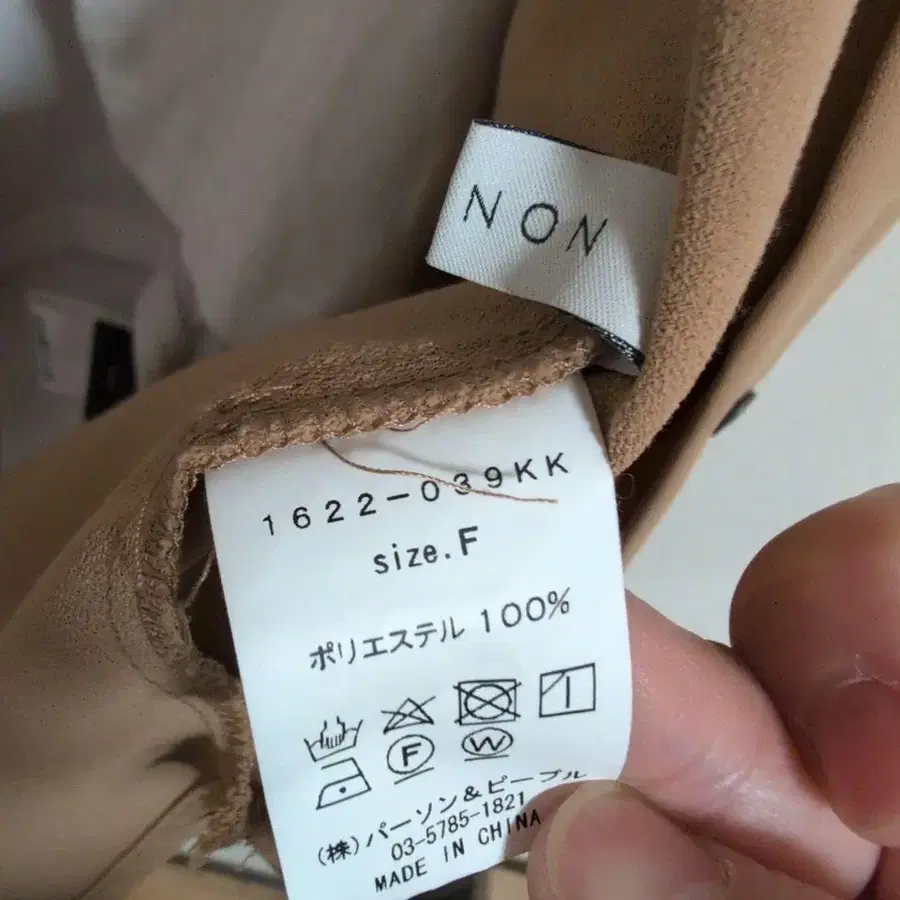 NON
1622-039KK
size.F
ポリエステル 100%
F W
(株)パーソン&ピープル
03-5785-1821
MADE IN CHINA